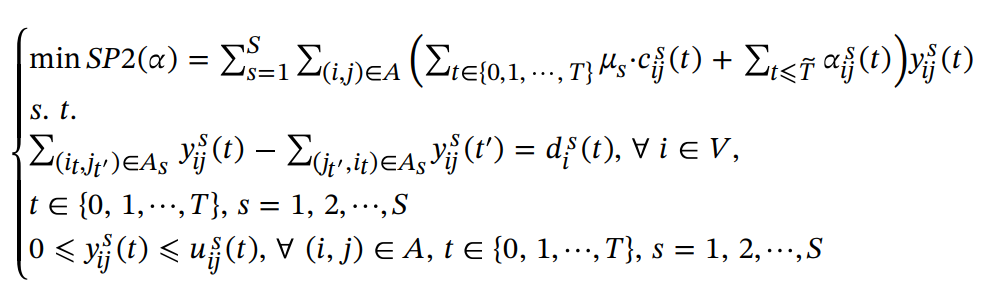 min SP2(α) = ∑_{s=1}^{S} ∑_{(i,j)∈A} (∑_{t∈{0,1,⋯,T}} μ_s·c_{ij}^s(t) + ∑_{t⩽T̃} α_{ij}^s(t)) y_{ij}^s(t)
s. t.
∑_{(i_t,j_{t′})∈A_s} y_{ij}^s(t) − ∑_{(j_{t′},i_t)∈A_s} y_{ij}^s(t′) = d_i^s(t), ∀ i ∈ V,
t ∈ {0, 1,⋯,T}, s = 1, 2,⋯,S
0 ⩽ y_{ij}^s(t) ⩽ u_{ij}^s(t), ∀ (i, j) ∈ A, t ∈ {0, 1,⋯,T}, s = 1, 2,⋯,S